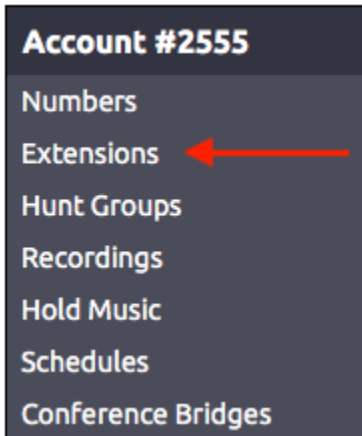 Account #2555
Numbers
Extensions
Hunt Groups
Recordings
Hold Music
Schedules
Conference Bridges